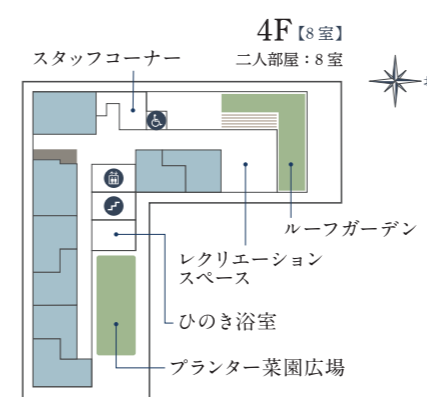 4F【8室】
二人部屋：8室
スタッフコーナー
ルーフガーデン
レクリエーション
スペース
ひのき浴室
プランター菜園広場